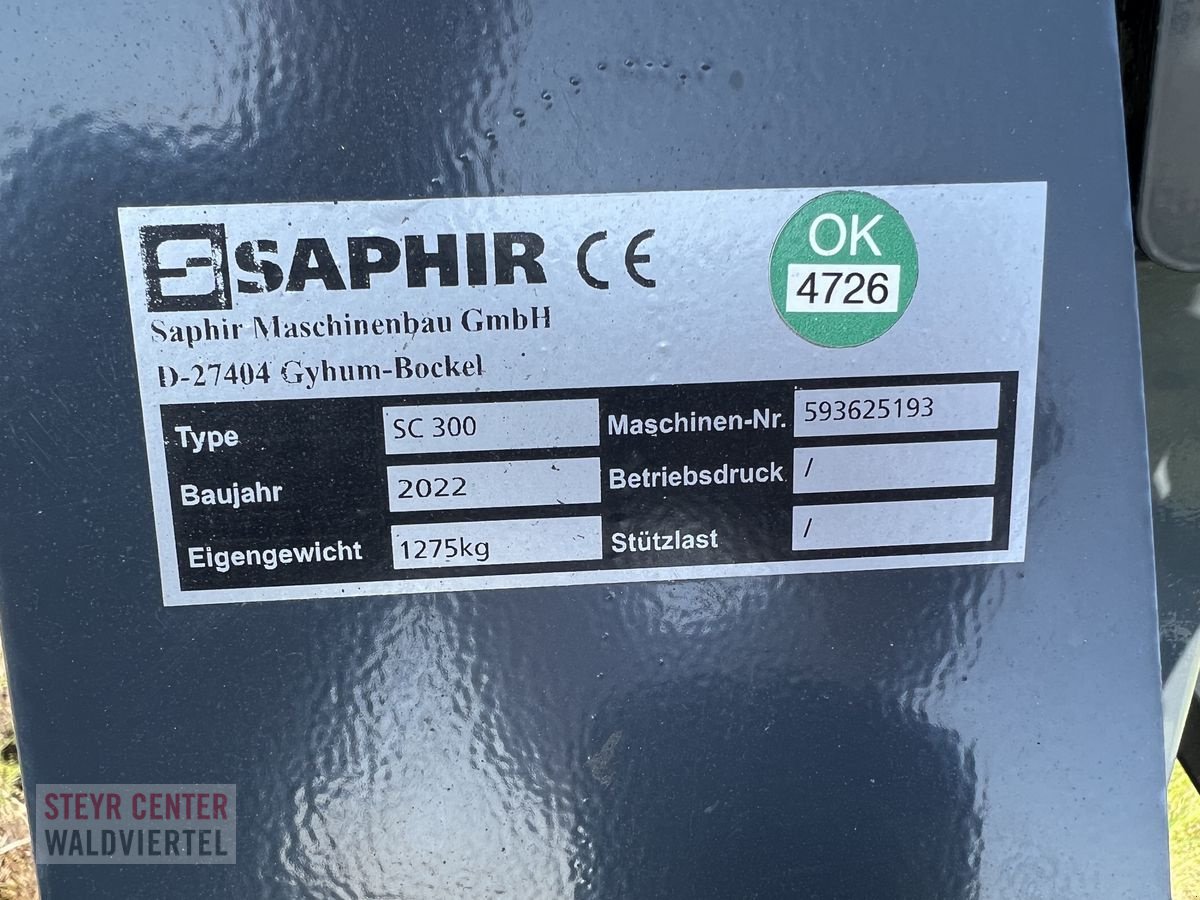 SAPHIR CE
OK
4726
Saphir Maschinenbau GmbH
D-27404 Gyhum-Bockel
Type SC 300 Maschinen-Nr. 593625193
Baujahr 2022 Betriebsdruck /
Eigengewicht 1275kg Stützlast /
STEYR CENTER
WALDVIERTEL